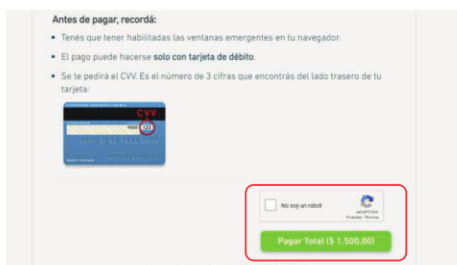 Antes de pagar, recordá:
• Tenés que tener habilitadas las ventanas emergentes en tu navegador.
• El pago puede hacerse solo con tarjeta de débito.
• Se te pedirá el CVV. Es el número de 3 cifras que encontrás del lado trasero de tu
tarjeta:
CVV
No soy un robot
reCAPTCHA
Pagar Total ($ 1.500,00)